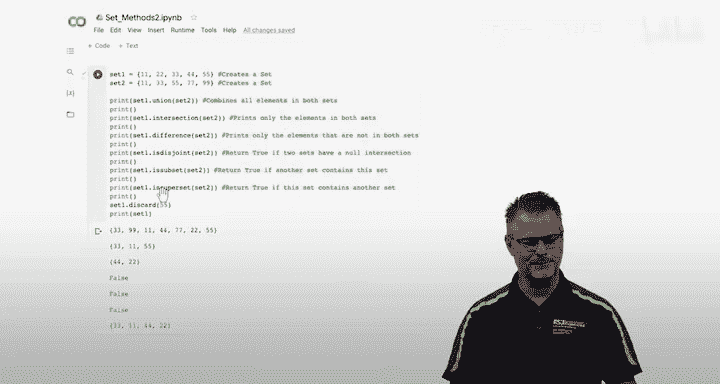 Set_Methods2.ipynb
File Edit View Insert Runtime Tools Help All changes saved
+ Code + Text
set1 = {11, 22, 33, 44, 55} #Creates a Set
set2 = {11, 33, 55, 77, 99} #Creates a Set
print(set1.union(set2)) #Combines all elements in both sets
print()
print(set1.intersection(set2)) #Prints only the elements in both sets
print()
print(set1.difference(set2)) #Prints only the elements that are not in both sets
print()
print(set1.isdisjoint(set2)) #Return True if two sets have a null intersection
print()
print(set1.issubset(set2)) #Return True if another set contains this set
print()
print(set1.issuperset(set2)) #Return True if this set contains another set
print()
set1.discard(55)
print(set1)
{33, 99, 11, 44, 77, 22, 55}
{33, 11, 55}
{44, 22}
False
False
False
{33, 11, 44, 22}